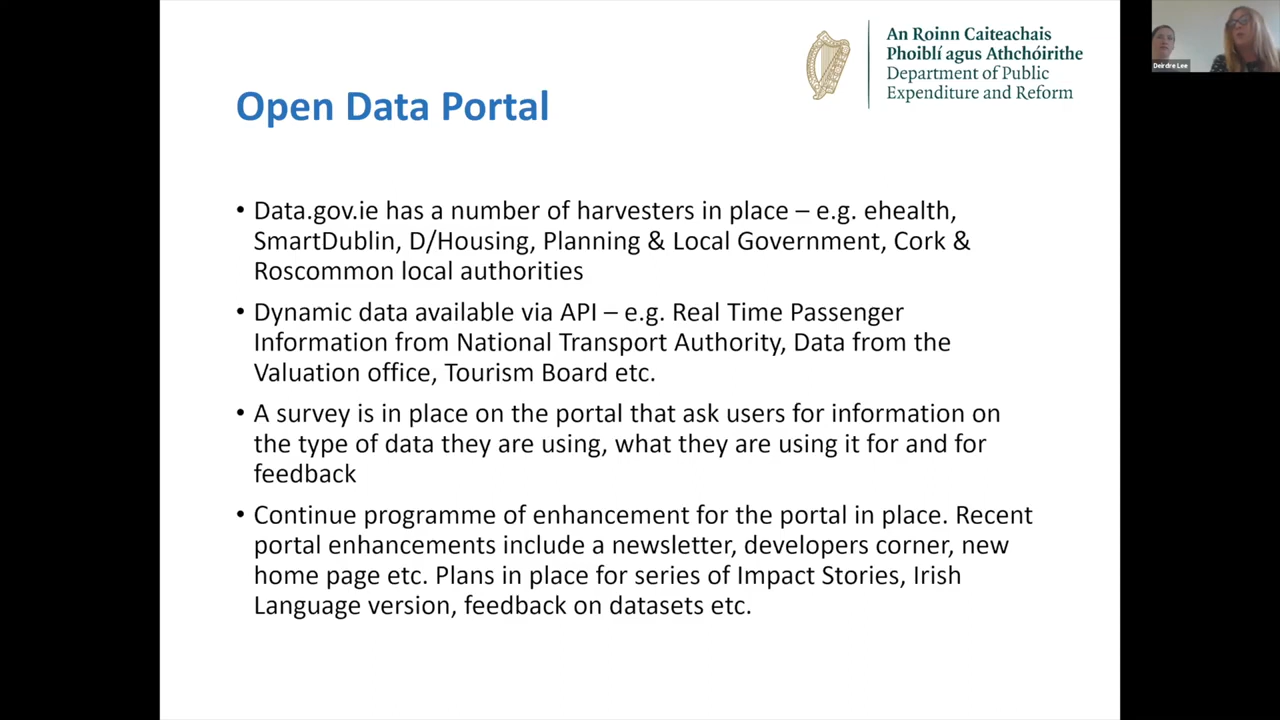 An Roinn Caiteachais
Phoiblí agus Athchóirithe
Department of Public
Expenditure and Reform
Deirdre Lee
Open Data Portal
• Data.gov.ie has a number of harvesters in place – e.g. ehealth,
SmartDublin, D/Housing, Planning & Local Government, Cork &
Roscommon local authorities
• Dynamic data available via API – e.g. Real Time Passenger
Information from National Transport Authority, Data from the
Valuation office, Tourism Board etc.
• A survey is in place on the portal that ask users for information on
the type of data they are using, what they are using it for and for
feedback
• Continue programme of enhancement for the portal in place. Recent
portal enhancements include a newsletter, developers corner, new
home page etc. Plans in place for series of Impact Stories, Irish
Language version, feedback on datasets etc.